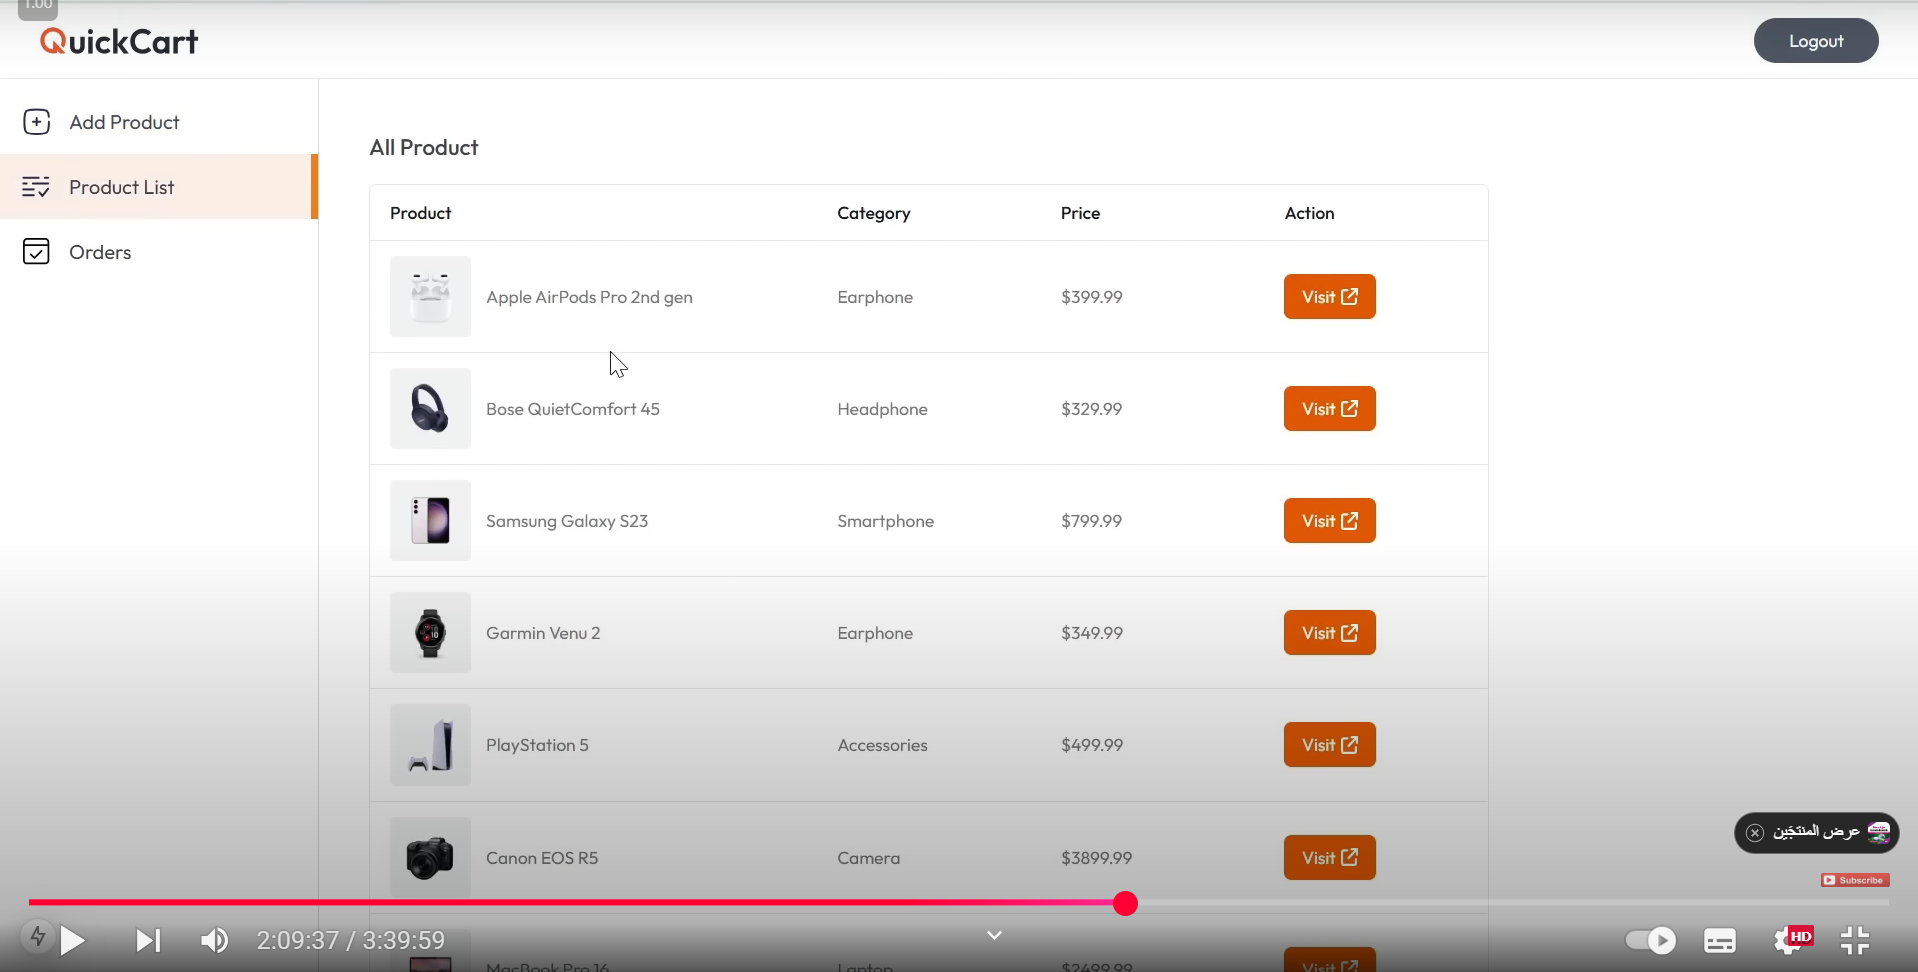 1.00
QuickCart
Logout
Add Product
Product List
Orders
All Product
Product Category Price Action
Apple AirPods Pro 2nd gen Earphone $399.99 Visit
Bose QuietComfort 45 Headphone $329.99 Visit
Samsung Galaxy S23 Smartphone $799.99 Visit
Garmin Venu 2 Earphone $349.99 Visit
PlayStation 5 Accessories $499.99 Visit
عرض المنتجين
Canon EOS R5 Camera $3899.99 Visit
Subscribe
2:09:37 / 3:39:59
HD
MacBook Pro 16 Laptop $2499.99 Visit